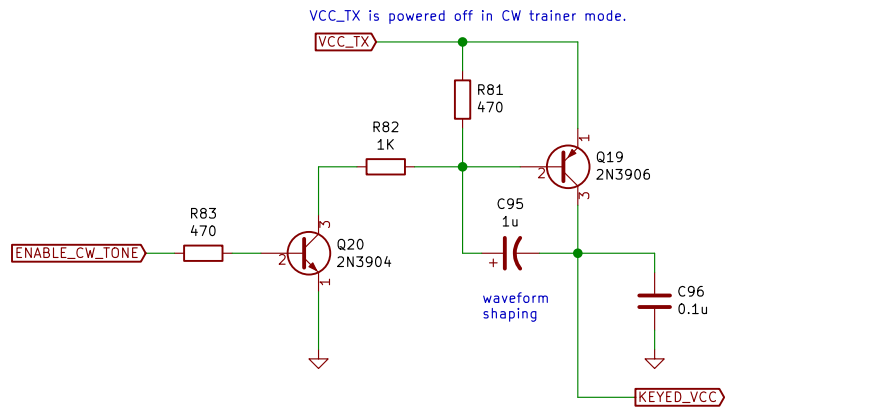 VCC_TX is powered off in CW trainer mode.
VCC_TX
R81
470
R82
1K
1
Q19
2N3906
2
3
C95
1u
R83
470
3
ENABLE_CW_TONE
Q20
2N3904
2
1
+
waveform
shaping
C96
0.1u
KEYED_VCC